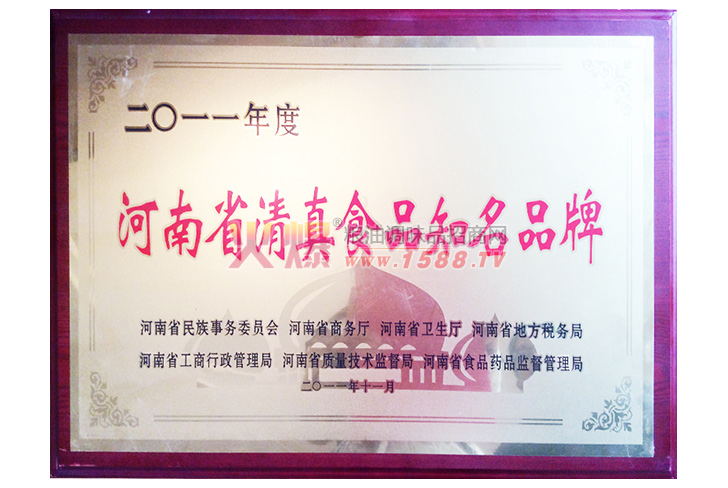 二〇一一年度
河南省清真食品知名品牌
火爆®粮油调味品招商网
www.1588.TV
河南省民族事务委员会 河南省商务厅 河南省卫生厅 河南省地方税务局
河南省工商行政管理局 河南省质量技术监督局 河南省食品药品监督管理局
二〇一一年十一月